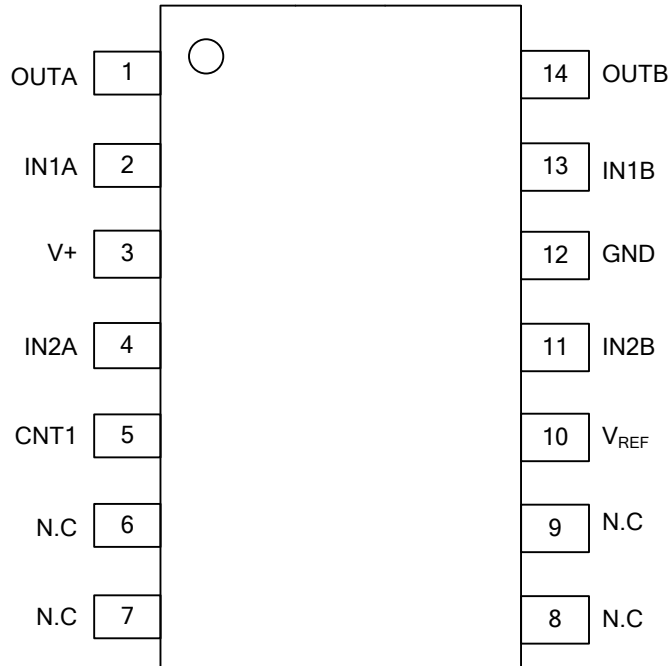 OUTA 1 14 OUTB
IN1A 2 13 IN1B
V+ 3 12 GND
IN2A 4 11 IN2B
CNT1 5 10 VREF
N.C 6 9 N.C
N.C 7 8 N.C